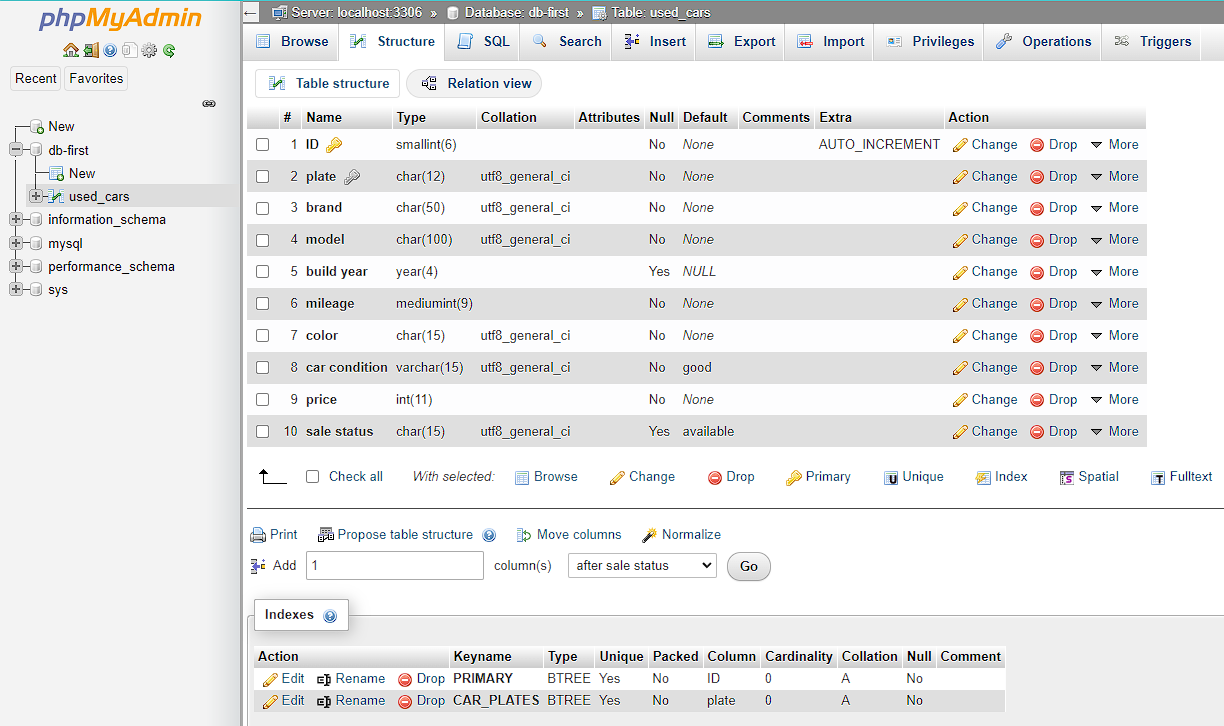 phpMyAdmin
Recent Favorites
New
db-first
New
used_cars
information_schema
mysql
performance_schema
sys
Server: localhost:3306 » Database: db-first » Table: used_cars
Browse Structure SQL Search Insert Export Import Privileges Operations Triggers
Table structure Relation view
# Name Type Collation Attributes Null Default Comments Extra Action
1 ID smallint(6) No None AUTO_INCREMENT Change Drop More
2 plate char(12) utf8_general_ci No None Change Drop More
3 brand char(50) utf8_general_ci No None Change Drop More
4 model char(100) utf8_general_ci No None Change Drop More
5 build year year(4) Yes NULL Change Drop More
6 mileage mediumint(9) No None Change Drop More
7 color char(15) utf8_general_ci No None Change Drop More
8 car condition varchar(15) utf8_general_ci No good Change Drop More
9 price int(11) No None Change Drop More
10 sale status char(15) utf8_general_ci Yes available Change Drop More
Check all With selected: Browse Change Drop Primary Unique Index Spatial Fulltext
Print Propose table structure Move columns Normalize
Add 1 column(s) after sale status Go
Indexes
Action Keyname Type Unique Packed Column Cardinality Collation Null Comment
Edit Rename Drop PRIMARY BTREE Yes No ID 0 A No
Edit Rename Drop CAR_PLATES BTREE Yes No plate 0 A No